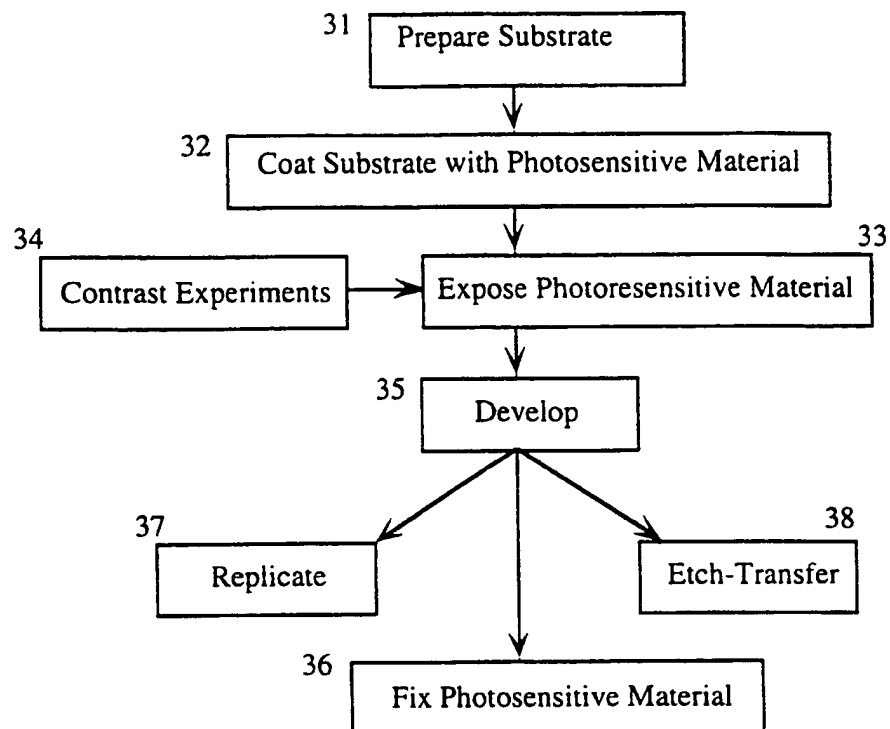 31
Prepare Substrate
32
Coat Substrate with Photosensitive Material
34
33
Contrast Experiments
Expose Photoresensitive Material
35
Develop
37
38
Replicate
Etch-Transfer
36
Fix Photosensitive Material